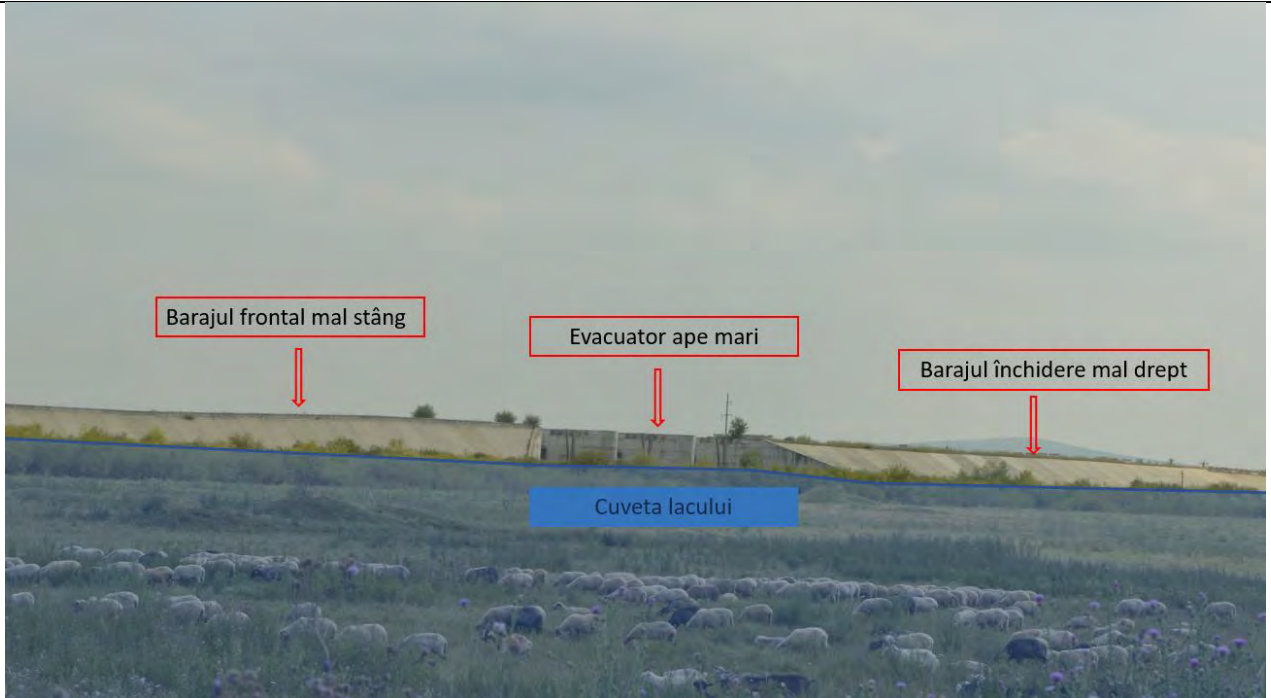 Barajul frontal mal stâng
Evacuator ape mari
Barajul închidere mal drept
Cuveta lacului